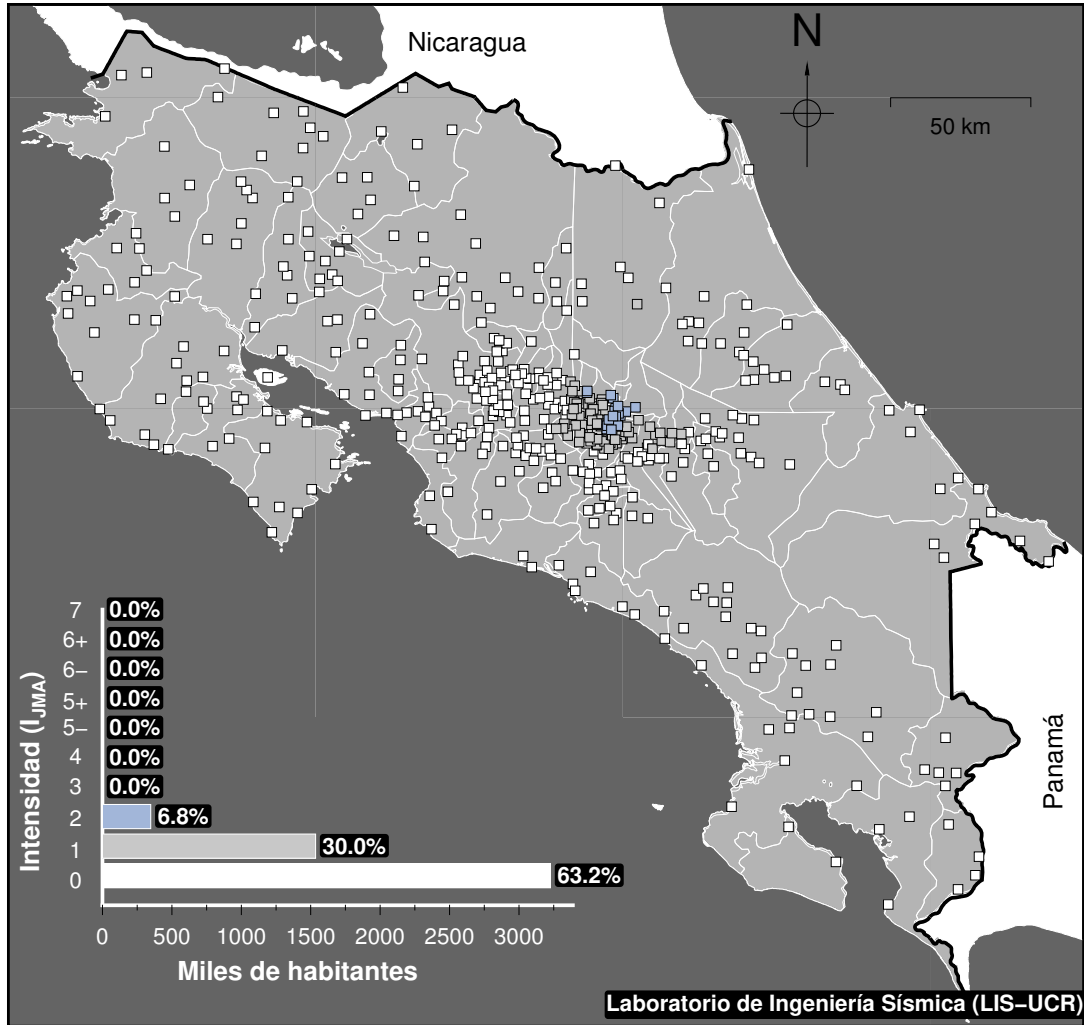 Nicaragua
N
50 km
Panamá
Intensidad (I_JMA)
7 0.0%
6+ 0.0%
6− 0.0%
5+ 0.0%
5− 0.0%
4 0.0%
3 0.0%
2 6.8%
1 30.0%
0 63.2%
0 500 1000 1500 2000 2500 3000
Miles de habitantes
Laboratorio de Ingeniería Sísmica (LIS−UCR)